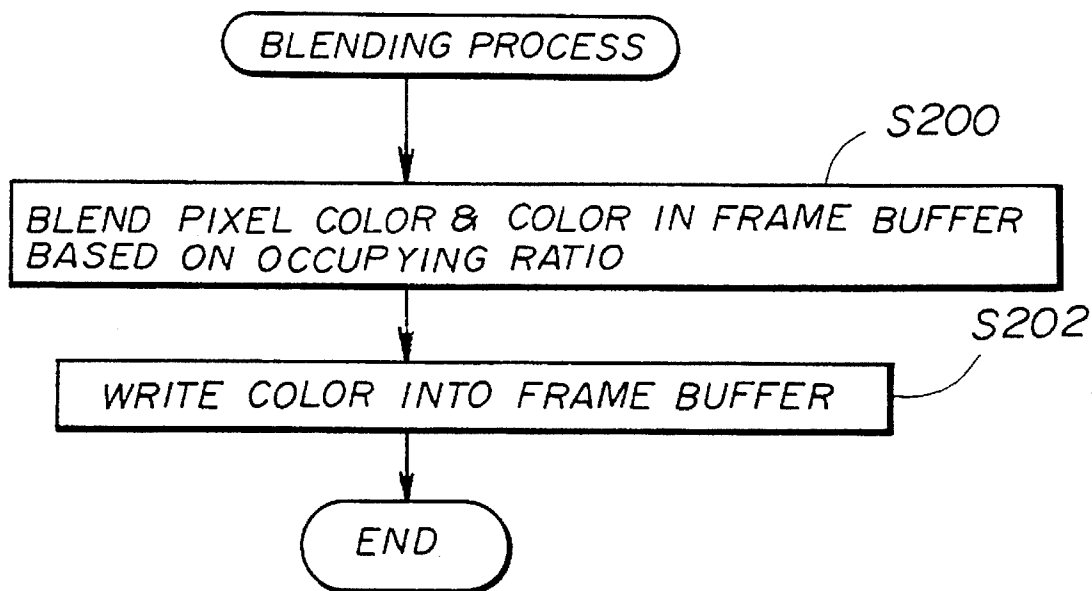 BLENDING PROCESS
S200
BLEND PIXEL COLOR & COLOR IN FRAME BUFFER
BASED ON OCCUPYING RATIO
S202
WRITE COLOR INTO FRAME BUFFER
END